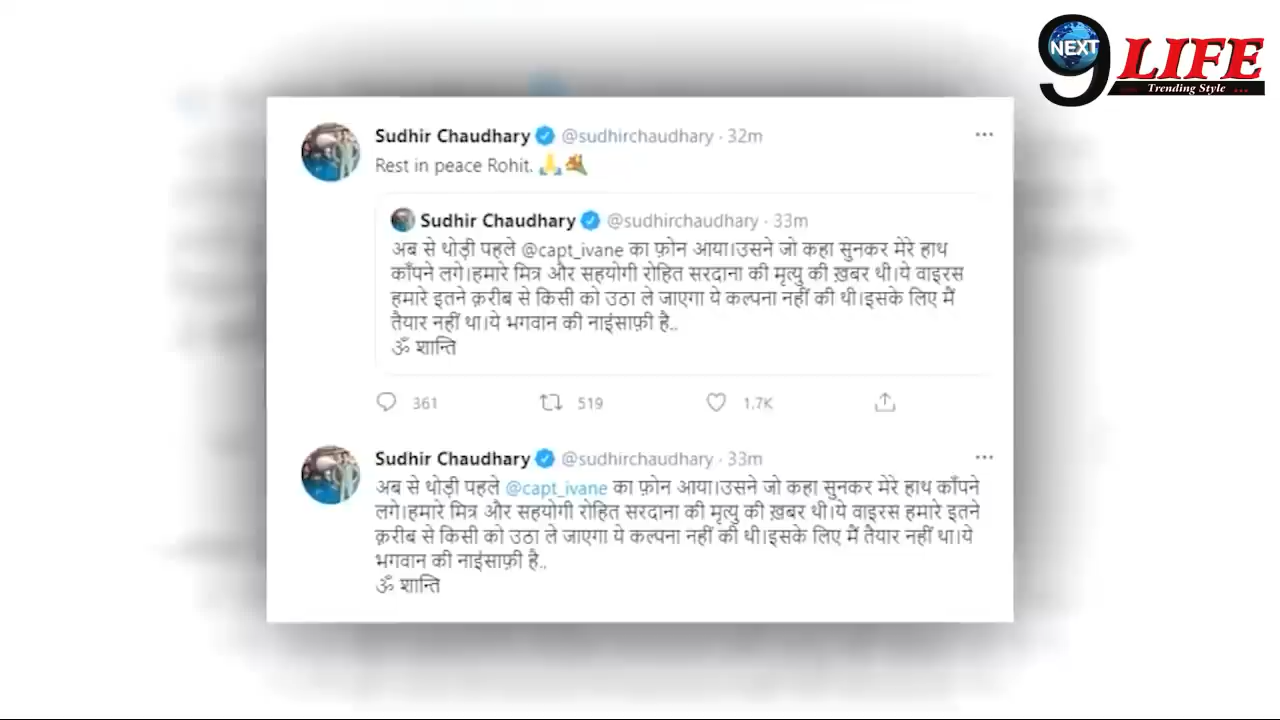 NEXT
9 LIFE
Trending Style ...
Sudhir Chaudhary @sudhirchaudhary · 32m
Rest in peace Rohit. 🙏💐
Sudhir Chaudhary @sudhirchaudhary · 33m
अब से थोड़ी पहले @capt_ivane का फ़ोन आया।उसने जो कहा सुनकर मेरे हाथ
काँपने लगे।हमारे मित्र और सहयोगी रोहित सरदाना की मृत्यु की ख़बर थी।ये वाइरस
हमारे इतने क़रीब से किसी को उठा ले जाएगा ये कल्पना नहीं की थी।इसके लिए मैं
तैयार नहीं था।ये भगवान की नाइंसाफ़ी है..
ॐ शान्ति
361 519 1.7K
Sudhir Chaudhary @sudhirchaudhary · 33m
अब से थोड़ी पहले @capt_ivane का फ़ोन आया।उसने जो कहा सुनकर मेरे हाथ काँपने
लगे।हमारे मित्र और सहयोगी रोहित सरदाना की मृत्यु की ख़बर थी।ये वाइरस हमारे इतने
क़रीब से किसी को उठा ले जाएगा ये कल्पना नहीं की थी।इसके लिए मैं तैयार नहीं था।ये
भगवान की नाइंसाफ़ी है..
ॐ शान्ति